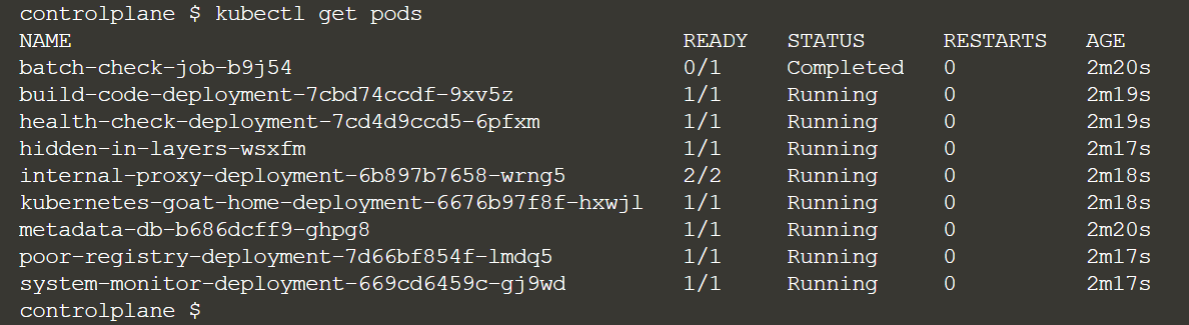 controlplane $ kubectl get pods
NAME READY STATUS RESTARTS AGE
batch-check-job-b9j54 0/1 Completed 0 2m20s
build-code-deployment-7cbd74ccdf-9xv5z 1/1 Running 0 2m19s
health-check-deployment-7cd4d9ccd5-6pfxm 1/1 Running 0 2m19s
hidden-in-layers-wsxfm 1/1 Running 0 2m17s
internal-proxy-deployment-6b897b7658-wrng5 2/2 Running 0 2m18s
kubernetes-goat-home-deployment-6676b97f8f-hxwjl 1/1 Running 0 2m18s
metadata-db-b686dcff9-ghpg8 1/1 Running 0 2m20s
poor-registry-deployment-7d66bf854f-lmdq5 1/1 Running 0 2m17s
system-monitor-deployment-669cd6459c-gj9wd 1/1 Running 0 2m17s
controlplane $